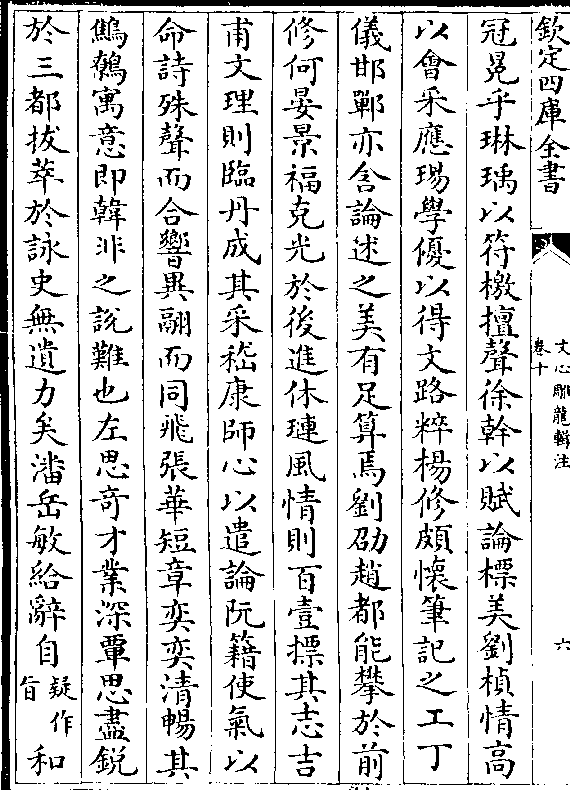 欽定四庫全書
文心雕龍輯注
卷十
六
冠冕乎琳瑀以符檄擅聲徐幹以賦論標美劉楨情高
以會采應瑒學優以得文路粹楊修頗懷筆記之工丁
儀邯鄲亦含論述之美有足算焉劉劭趙都能攀於前
修何晏景福克光於後進休璉風情則百壹摽其志吉
甫文理則臨丹成其采嵇康師心以遣論阮籍使氣以
命詩殊聲而合響異翮而同飛張華短章奕奕清暢其
鷦鷯寓意即韓非之說難也左思奇才業深覃思盡銳
於三都拔萃於詠史無遺力矣潘岳敏給辭自疑作旨和